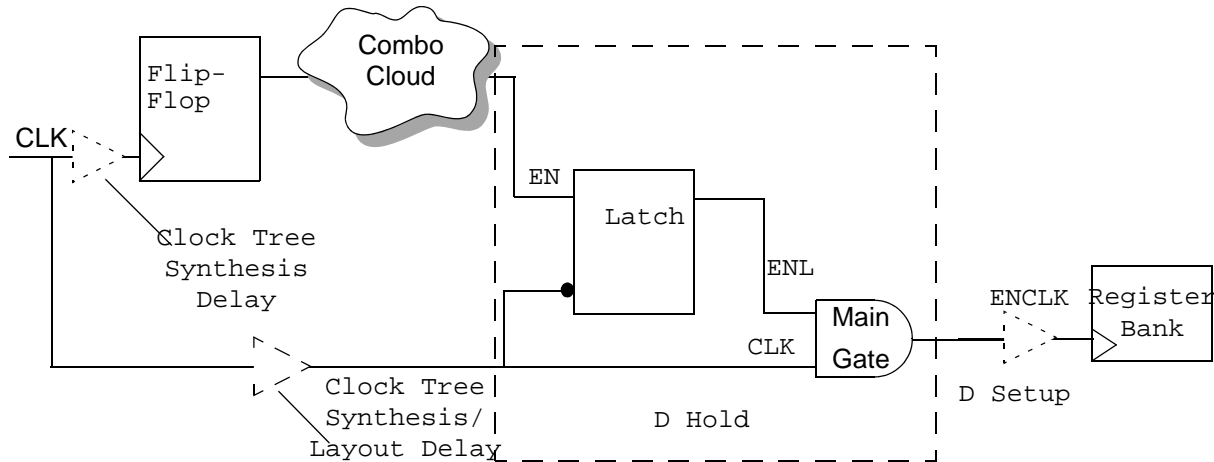 Combo
Cloud
Flip-
Flop
CLK
EN
Latch
Clock Tree
Synthesis
Delay
ENL
ENCLK
Register
Bank
Main
Gate
CLK
Clock Tree
Synthesis/
Layout Delay
D Hold
D Setup